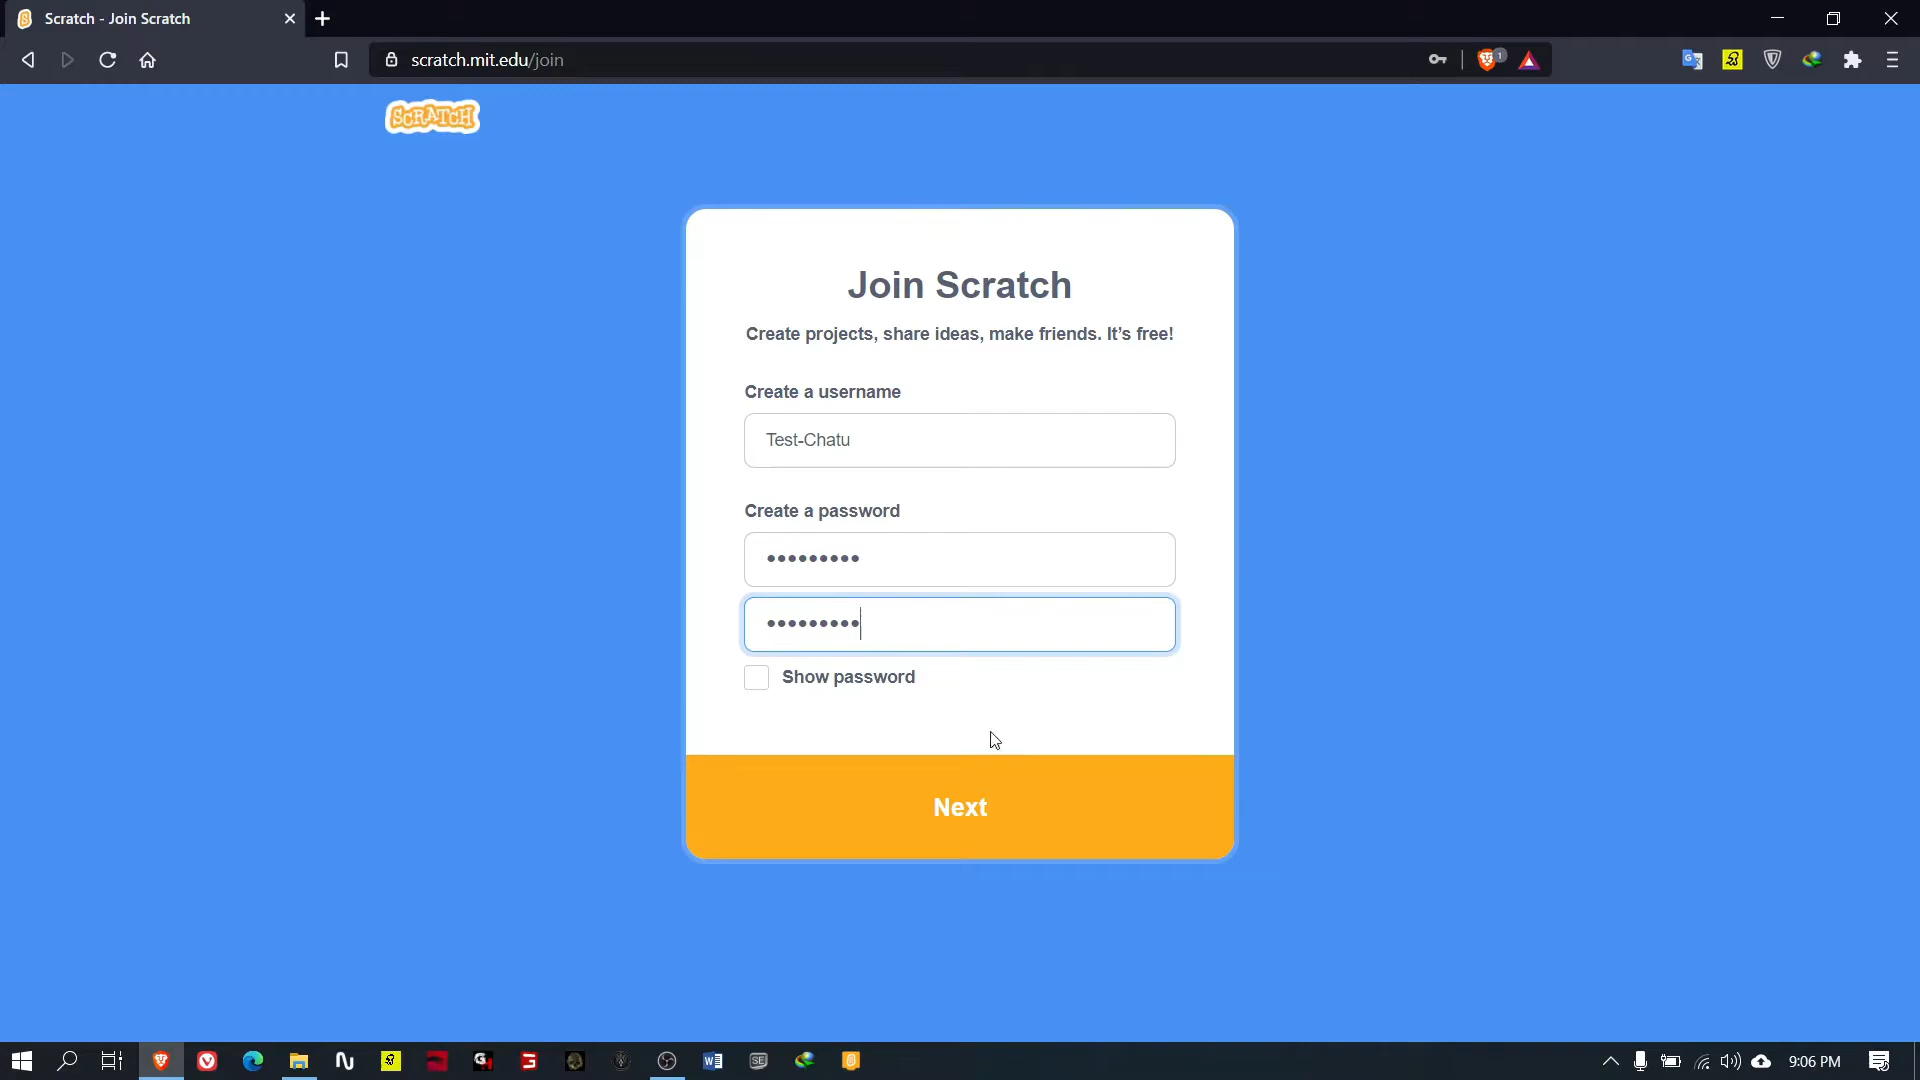 Scratch - Join Scratch
scratch.mit.edu/join
1
SCRATCH
Join Scratch
Create projects, share ideas, make friends. It’s free!
Create a username
Test-Chatu
Create a password
•••••••••
•••••••••
Show password
Next
9:06 PM